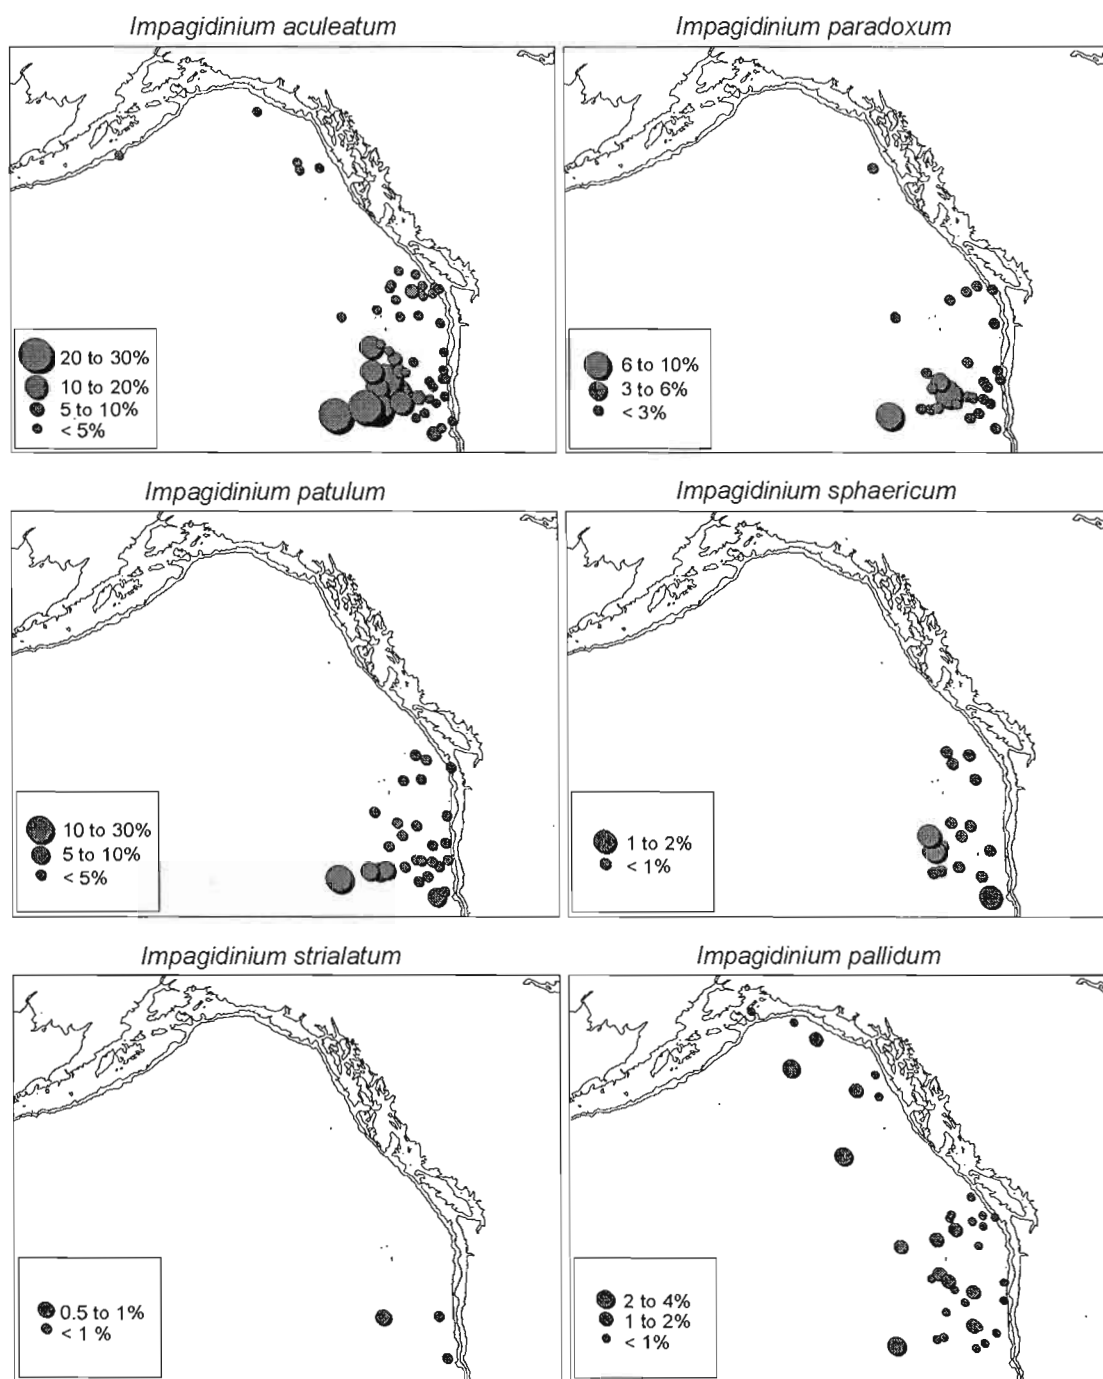 Impagidinium aculeatum
Impagidinium paradoxum
20 to 30%
10 to 20%
5 to 10%
< 5%
6 to 10%
3 to 6%
< 3%
Impagidinium patulum
Impagidinium sphaericum
10 to 30%
5 to 10%
< 5%
1 to 2%
< 1%
Impagidinium strialatum
Impagidinium pallidum
0.5 to 1%
< 1 %
2 to 4%
1 to 2%
< 1%